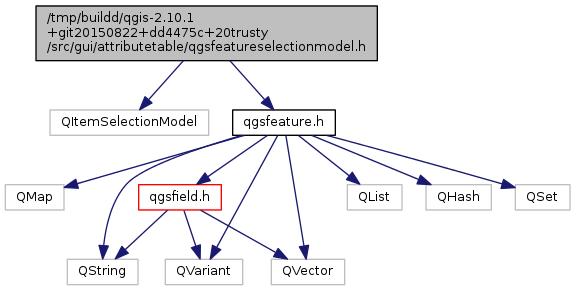 /tmp/buildd/qgis-2.10.1
+git20150822+dd4475c+20trusty
/src/gui/attributetable/qgsfeatureselectionmodel.h
QItemSelectionModel
qgsfeature.h
QMap
qgsfield.h
QList
QHash
QSet
QString
QVariant
QVector